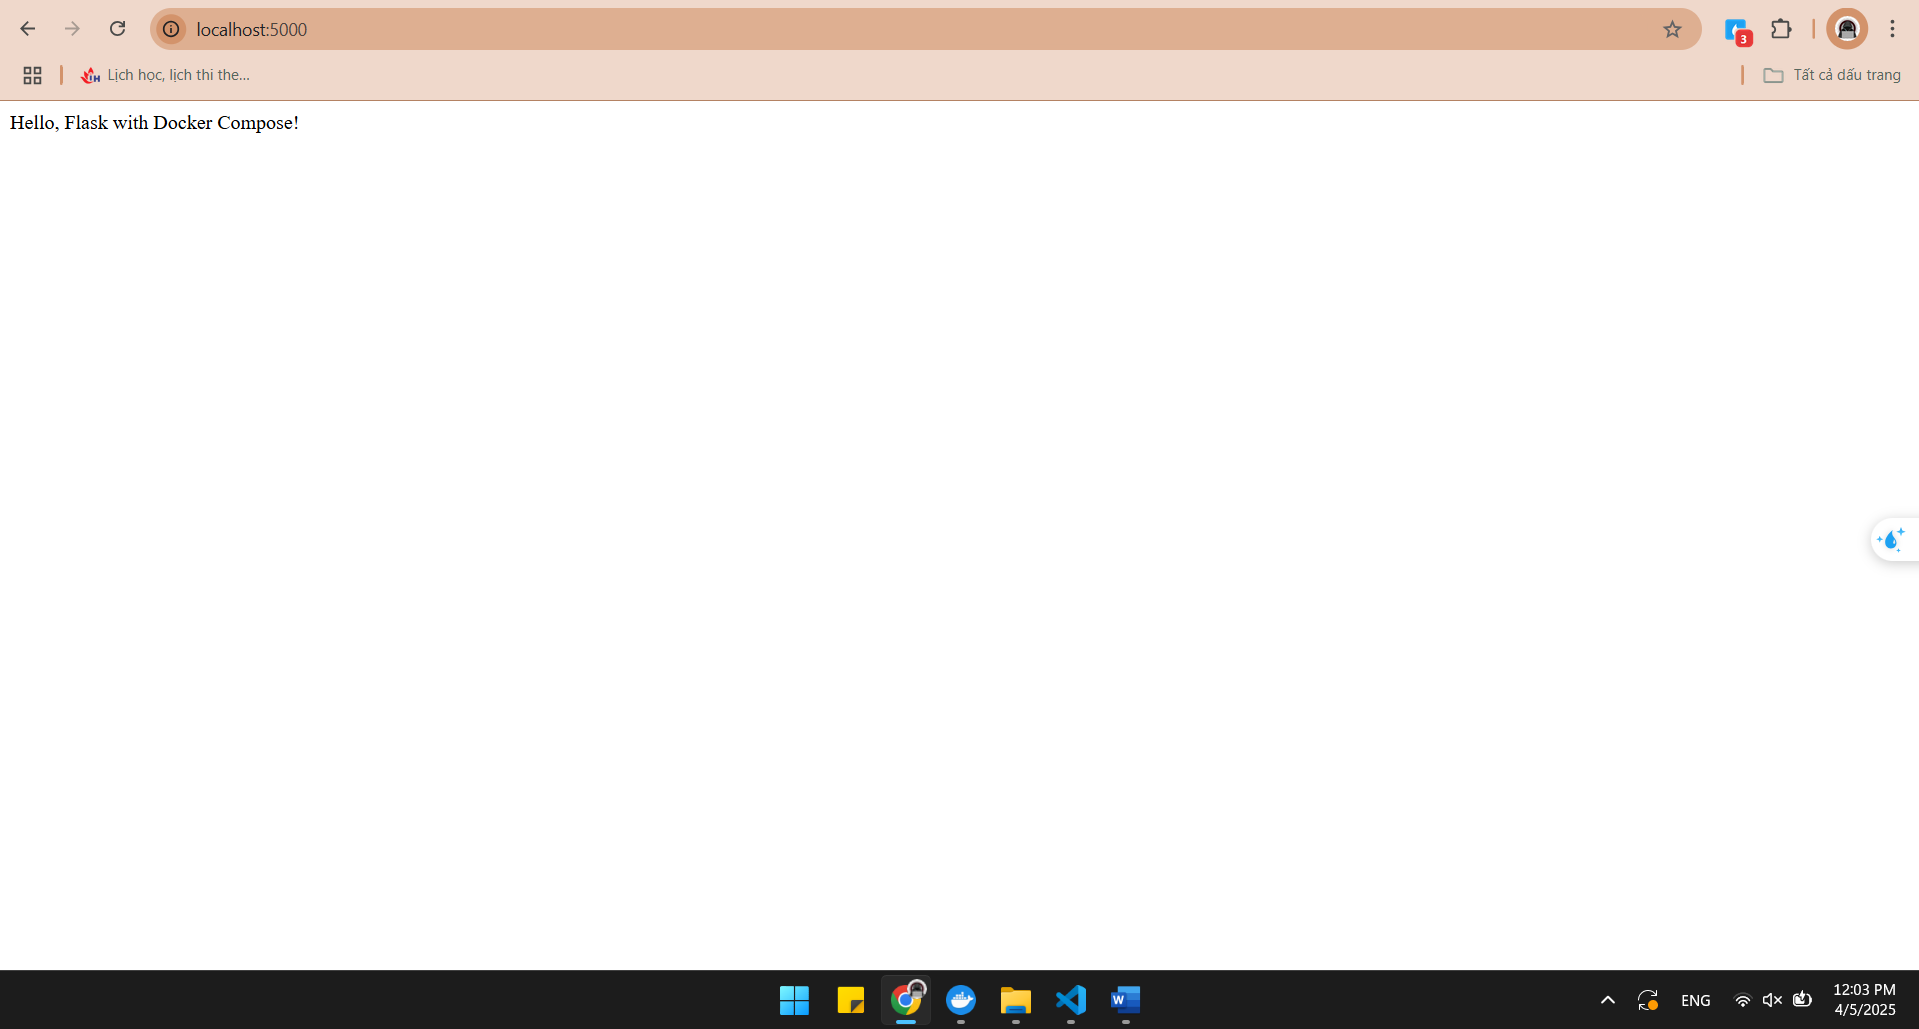 localhost:5000
3
Lịch học, lịch thi the...
Tất cả dấu trang
Hello, Flask with Docker Compose!
W
ENG
12:03 PM
4/5/2025